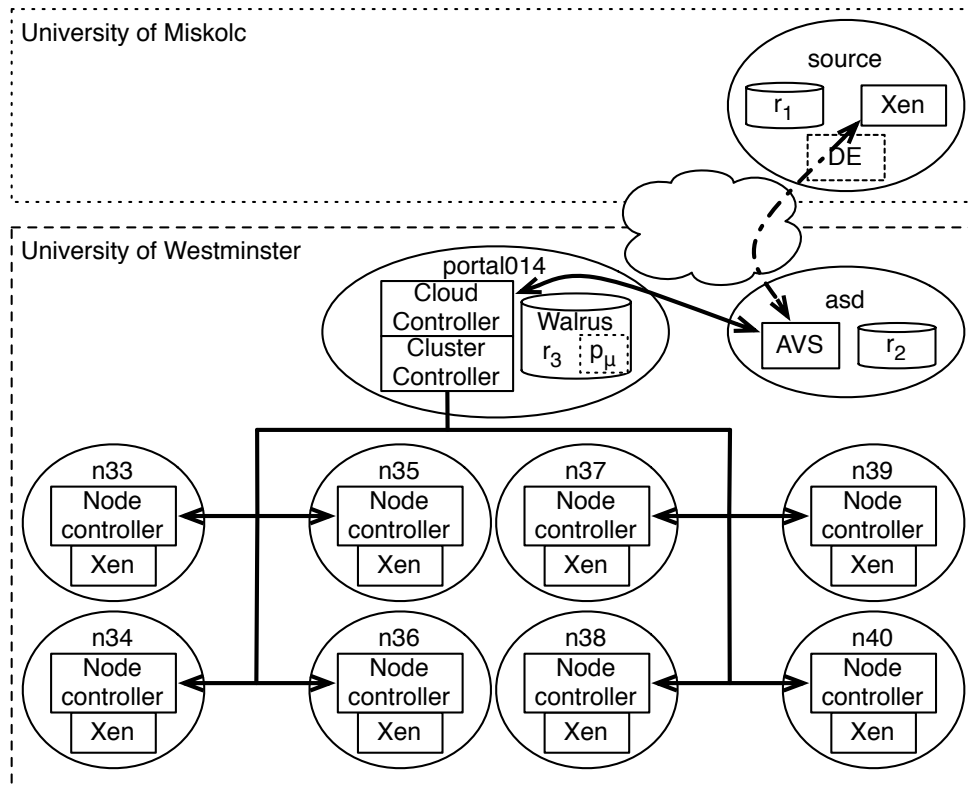 University of Miskolc
source
r1
Xen
DE
University of Westminster
portal014
Cloud
Controller
Cluster
Controller
Walrus
r3
pμ
asd
AVS
r2
n33
Node
controller
Xen
n35
Node
controller
Xen
n37
Node
controller
Xen
n39
Node
controller
Xen
n34
Node
controller
Xen
n36
Node
controller
Xen
n38
Node
controller
Xen
n40
Node
controller
Xen